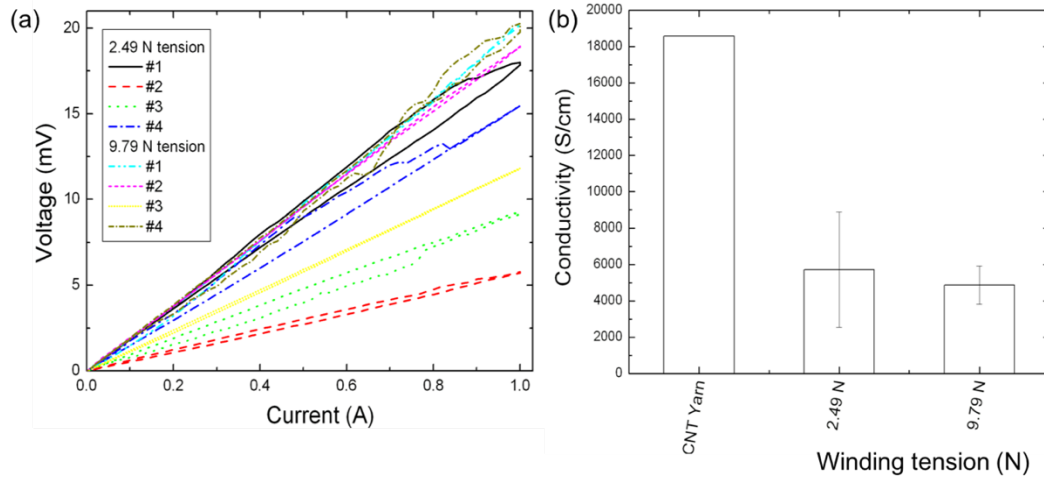 (a)
20
15
10
5
0
Voltage (mV)
2.49 N tension
#1
#2
#3
#4
9.79 N tension
#1
#2
#3
#4
0.0 0.2 0.4 0.6 0.8 1.0
Current (A)
(b)
20000
18000
16000
14000
12000
10000
8000
6000
4000
2000
0
Conductivity (S/cm)
CNT Yarn
2.49 N
9.79 N
Winding tension (N)